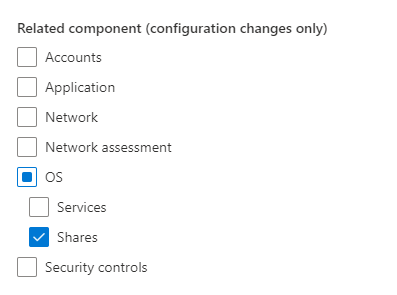 Related component (configuration changes only)
Accounts
Application
Network
Network assessment
OS
Services
Shares
Security controls